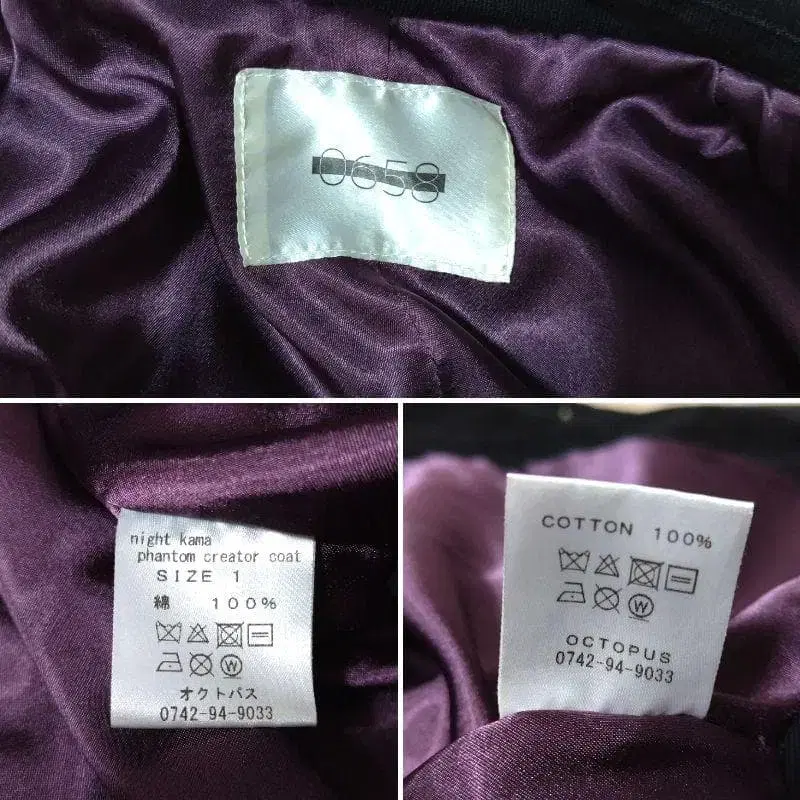 0658
night kama
phantom creator coat
SIZE 1
綿 100%
W
オクトパス
0742-94-9033
COTTON 100%
W
OCTOPUS
0742-94-9033